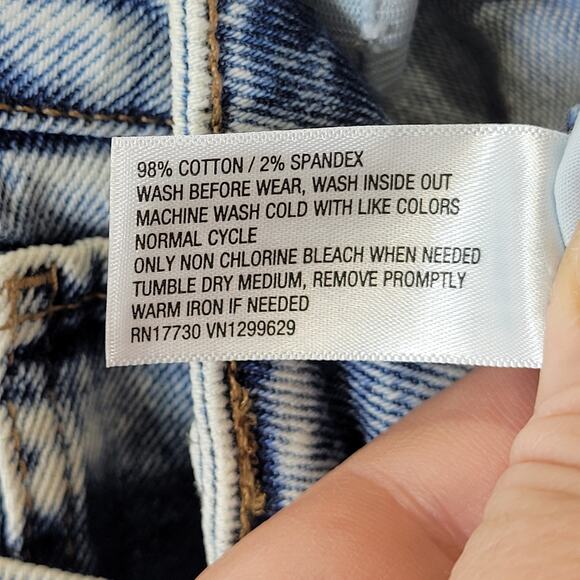 98% COTTON / 2% SPANDEX
WASH BEFORE WEAR, WASH INSIDE OUT
MACHINE WASH COLD WITH LIKE COLORS
NORMAL CYCLE
ONLY NON CHLORINE BLEACH WHEN NEEDED
TUMBLE DRY MEDIUM, REMOVE PROMPTLY
WARM IRON IF NEEDED
RN17730 VN1299629